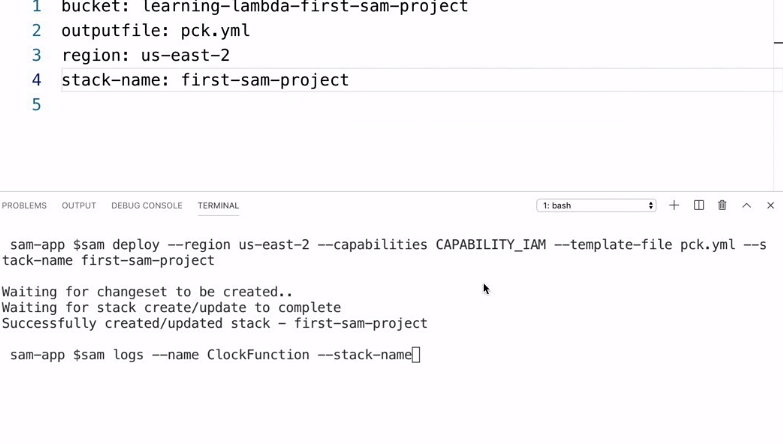 1 bucket: learning-lambda-first-sam-project
2 outputfile: pck.yml
3 region: us-east-2
4 stack-name: first-sam-project
5
PROBLEMS OUTPUT DEBUG CONSOLE TERMINAL 1: bash
sam-app $sam deploy --region us-east-2 --capabilities CAPABILITY_IAM --template-file pck.yml --s
tack-name first-sam-project
Waiting for changeset to be created..
Waiting for stack create/update to complete
Successfully created/updated stack - first-sam-project
sam-app $sam logs --name ClockFunction --stack-name